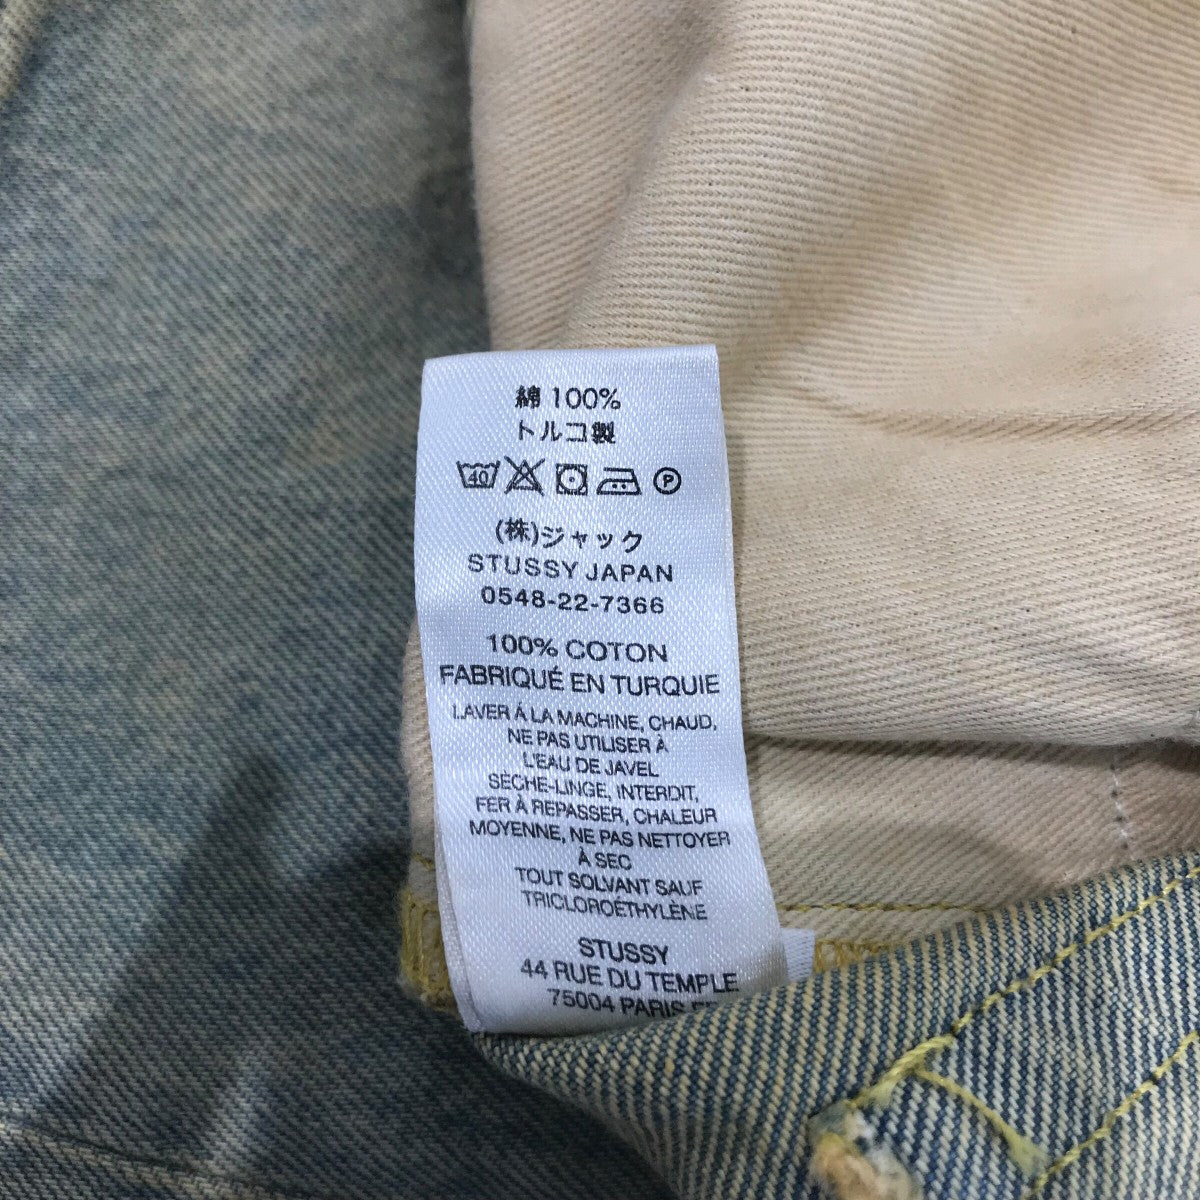 綿 100%
トルコ製
40 P
(株)ジャック
STUSSY JAPAN
0548-22-7366
100% COTON
FABRIQUÉ EN TURQUIE
LAVER À LA MACHINE, CHAUD,
NE PAS UTILISER À
L'EAU DE JAVEL
SÈCHE-LINGE, INTERDIT,
FER À REPASSER, CHALEUR
MOYENNE, NE PAS NETTOYER
À SEC
TOUT SOLVANT SAUF
TRICLOROÉTHYLÈNE
STUSSY
44 RUE DU TEMPLE
75004 PARIS